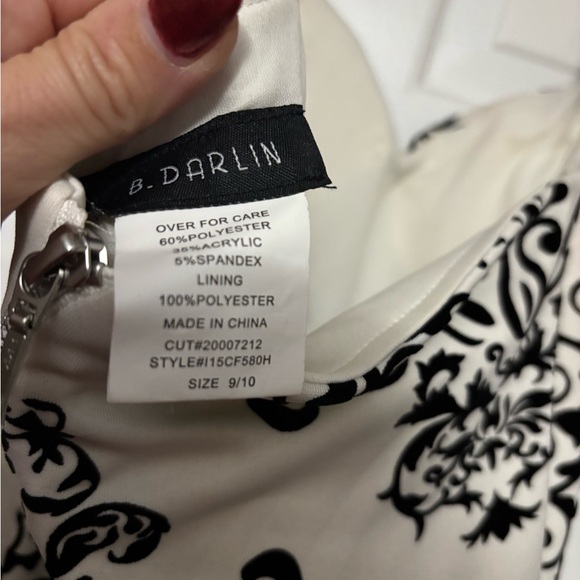 B. DARLIN
OVER FOR CARE
60%POLYESTER
35%ACRYLIC
5%SPANDEX
LINING
100%POLYESTER
MADE IN CHINA
CUT#20007212
STYLE#I15CF580H
SIZE 9/10